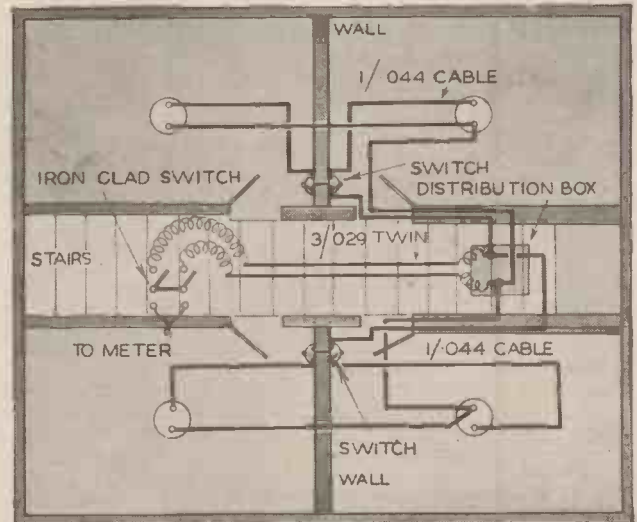 WALL
1/.044 CABLE
IRON CLAD SWITCH
SWITCH
DISTRIBUTION BOX
3/029 TWIN
STAIRS
TO METER
1/.044 CABLE
SWITCH
WALL